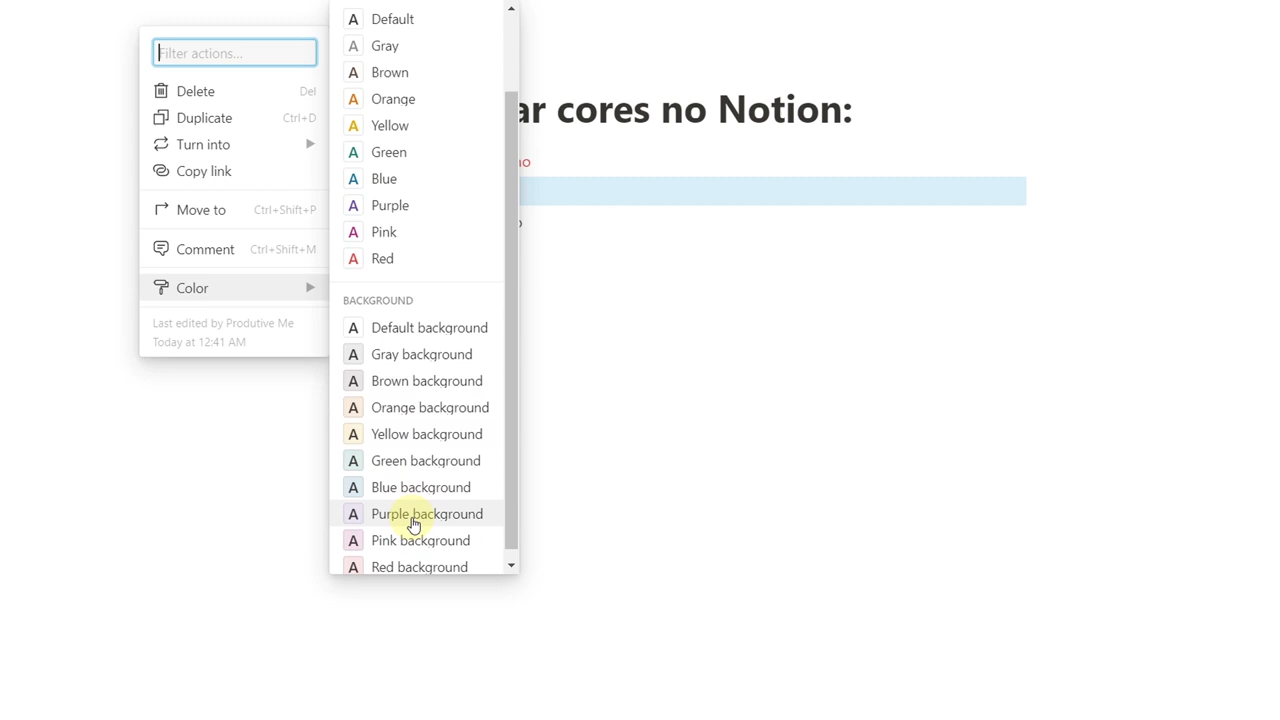 Filter actions...
Delete Del
Duplicate Ctrl+D
Turn into
Copy link
Move to Ctrl+Shift+P
Comment Ctrl+Shift+M
Color
Last edited by Produtive Me
Today at 12:41 AM
A Default
A Gray
A Brown
A Orange
A Yellow
A Green
A Blue
A Purple
A Pink
A Red
BACKGROUND
A Default background
A Gray background
A Brown background
A Orange background
A Yellow background
A Green background
A Blue background
A Purple background
A Pink background
A Red background
ar cores no Notion: